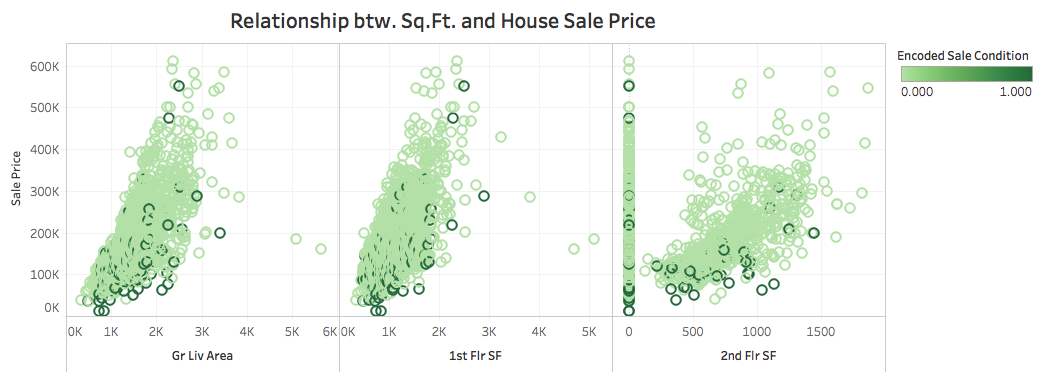 Relationship btw. Sq.Ft. and House Sale Price
Encoded Sale Condition
0.000 1.000
Sale Price
600K
500K
400K
300K
200K
100K
0K
0K 1K 2K 3K 4K 5K 6K 0K 1K 2K 3K 4K 5K 0 500 1000 1500
Gr Liv Area 1st Flr SF 2nd Flr SF